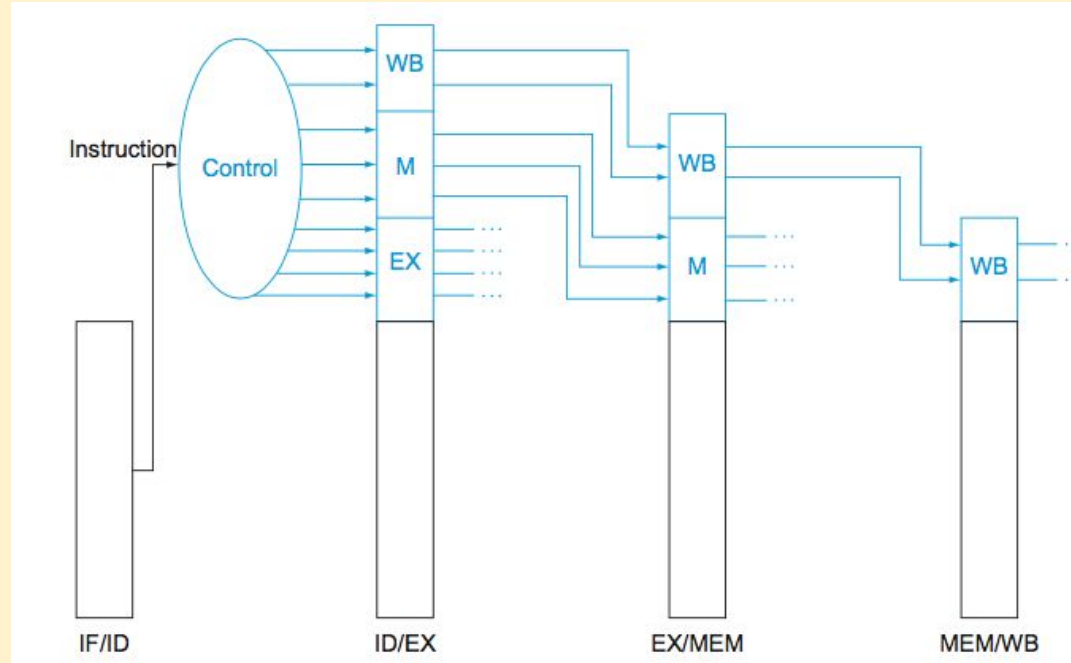 Instruction
Control
WB
M
EX
...
...
...
...
WB
M
...
...
...
WB
..
..
IF/ID
ID/EX
EX/MEM
MEM/WB